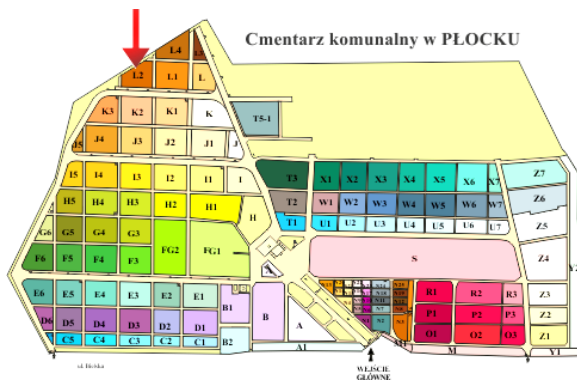 Cmentarz komunalny w PŁOCKU
L4
L2 L1 L
K3 K2 K1 K
T5-1
J5 J4 J3 J2 J1 J
I5 I4 I3 I2 I1 I
T3 X1 X2 X3 X4 X5 X6 X7 Z7
H5 H4 H3 H2 H1 H
T2 W1 W2 W3 W4 W5 W6 W7 Z6
T1 U1 U2 U3 U4 U5 U6 U7 Z5
G6 G5 G4 G3
FG2 FG1
F6 F5 F4 F3
S Z4
Y2
E6 E5 E4 E3 E2 E1
B1 B A
R1 R2 R3 Z3
D6 D5 D4 D3 D2 D1
P1 P2 P3 Z2
C5 C4 C3 C2 C1 B2
O1 O2 O3 Z1
A1 M1 M Y1
WEJŚCIE
GŁÓWNE